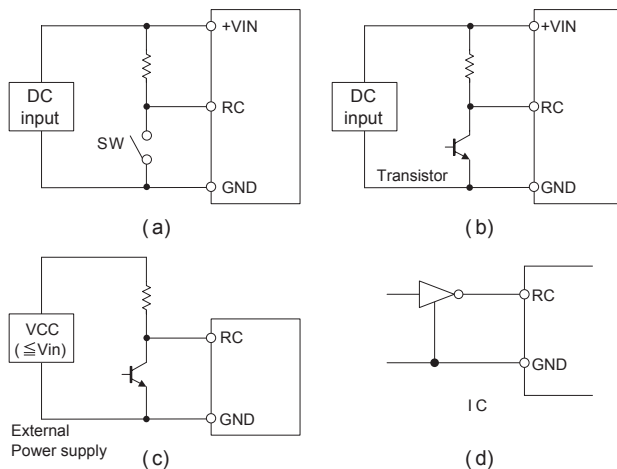 +VIN
DC
input
RC
SW
GND
(a)
+VIN
DC
input
RC
Transistor
GND
(b)
VCC
(≦Vin)
RC
GND
External
Power supply
(c)
RC
GND
IC
(d)